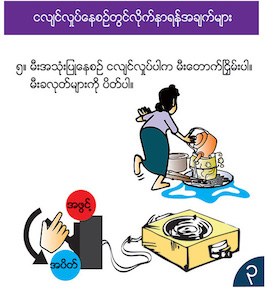 ငလျင်လှုပ်နေစဉ်တွင်လိုက်နာရန်အချက်များ
၅။ မီးအသုံးပြုနေစဉ် ငလျင်လှုပ်ပါက မီးတောက်ငြှိမ်းပါ။
မီးခလုတ်များကို ပိတ်ပါ။
အဖွင့်
အပိတ်
၃